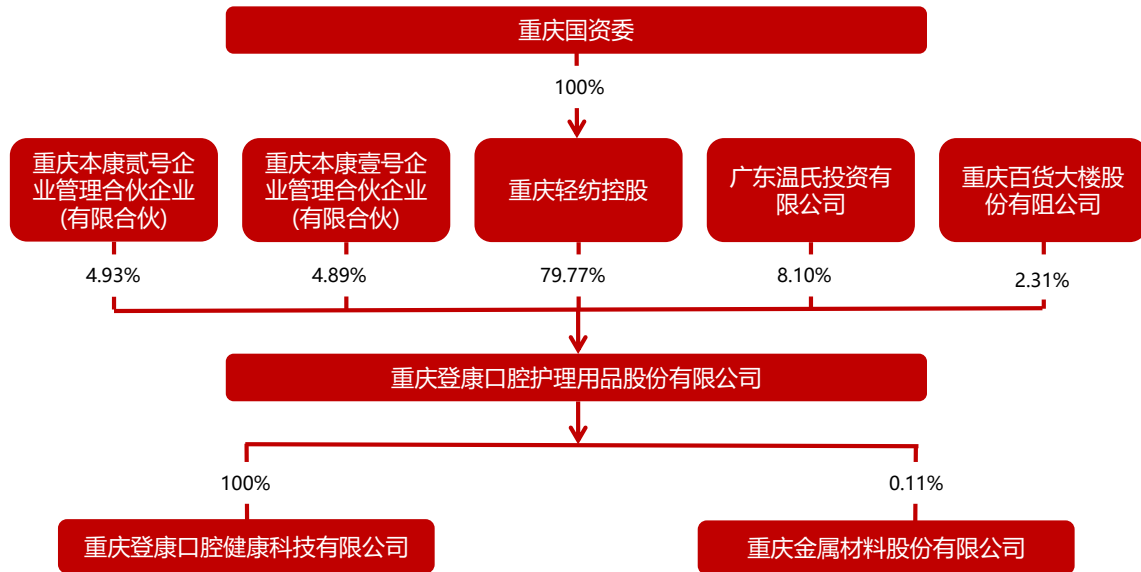 重庆国资委
100%
重庆本康贰号企
业管理合伙企业
(有限合伙)
重庆本康壹号企
业管理合伙企业
(有限合伙)
重庆轻纺控股
广东温氏投资有
限公司
重庆百货大楼股
份有阻公司
4.93%
4.89%
79.77%
8.10%
2.31%
重庆登康口腔护理用品股份有限公司
100%
0.11%
重庆登康口腔健康科技有限公司
重庆金属材料股份有限公司